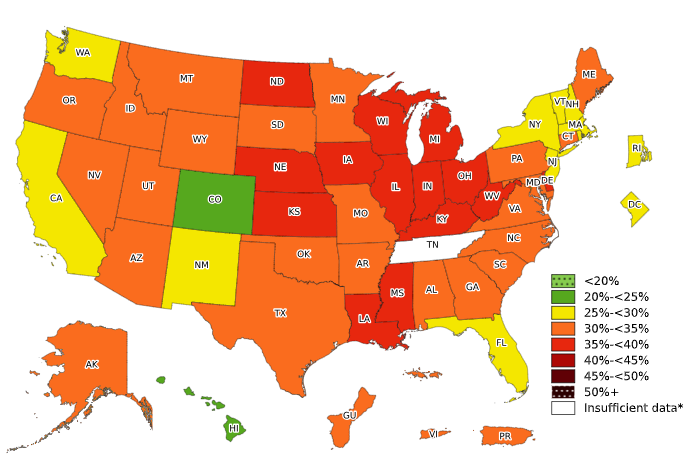 WA
MT
ND
MN
ME
OR
ID
SD
WI
MI
NY
VT
NH
MA
CT
RI
WY
NE
IA
PA
NJ
NV
UT
CO
KS
IL
IN
OH
WV
MD
DE
DC
CA
MO
KY
VA
AZ
NM
OK
AR
TN
NC
SC
TX
LA
MS
AL
GA
FL
AK
HI
GU
VI
PR
<20%
20%-<25%
25%-<30%
30%-<35%
35%-<40%
40%-<45%
45%-<50%
50%+
Insufficient data*